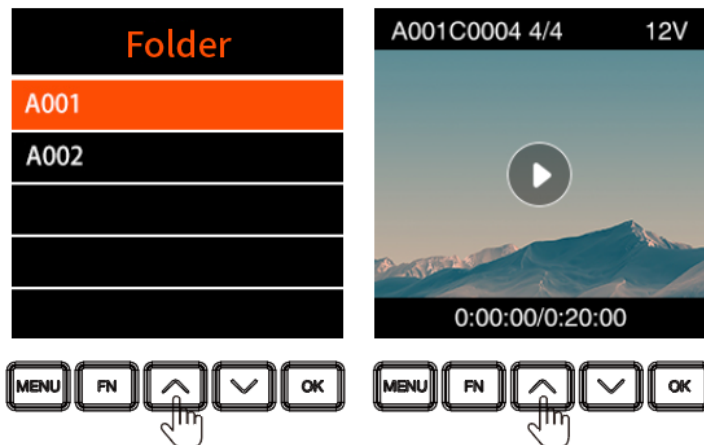 Folder
A001
A002
MENU FN OK
A001C0004 4/4 12V
0:00:00/0:20:00
MENU FN OK